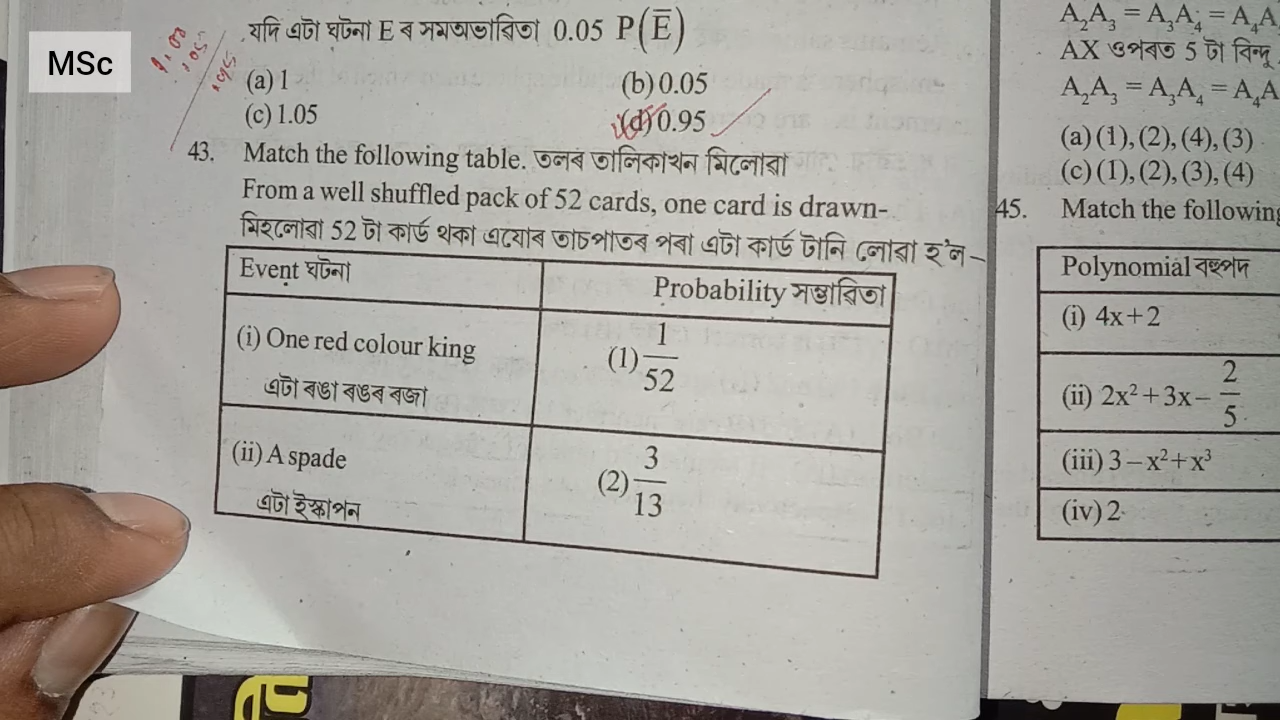 MSc
1.00
.05
.95
যদি এটা ঘটনা E ৰ সমঅভাৱিতা 0.05 P(E̅)
(a) 1 (b) 0.05
(c) 1.05 (d) 0.95
43. Match the following table. তলৰ তালিকাখন মিলোৱা
From a well shuffled pack of 52 cards, one card is drawn-
মিহলোৱা 52 টা কাৰ্ড থকা এযোৰ তাচপাতৰ পৰা এটা কাৰ্ড টানি লোৱা হ'ল –
Event ঘটনা Probability সম্ভাৱিতা
(i) One red colour king (1) 1/52
এটা ৰঙা ৰঙৰ ৰজা
(ii) A spade (2) 3/13
এটা ইস্কাপন
A₂A₃ = A₃A₄ = A₄A
AX ওপৰত 5 টা বিন্দু
A₂A₃ = A₃A₄ = A₄A
(a) (1), (2), (4), (3)
(c) (1), (2), (3), (4)
45. Match the following
Polynomial বহুপদ
(i) 4x+2
(ii) 2x²+3x–2/5
(iii) 3–x²+x³
(iv) 2